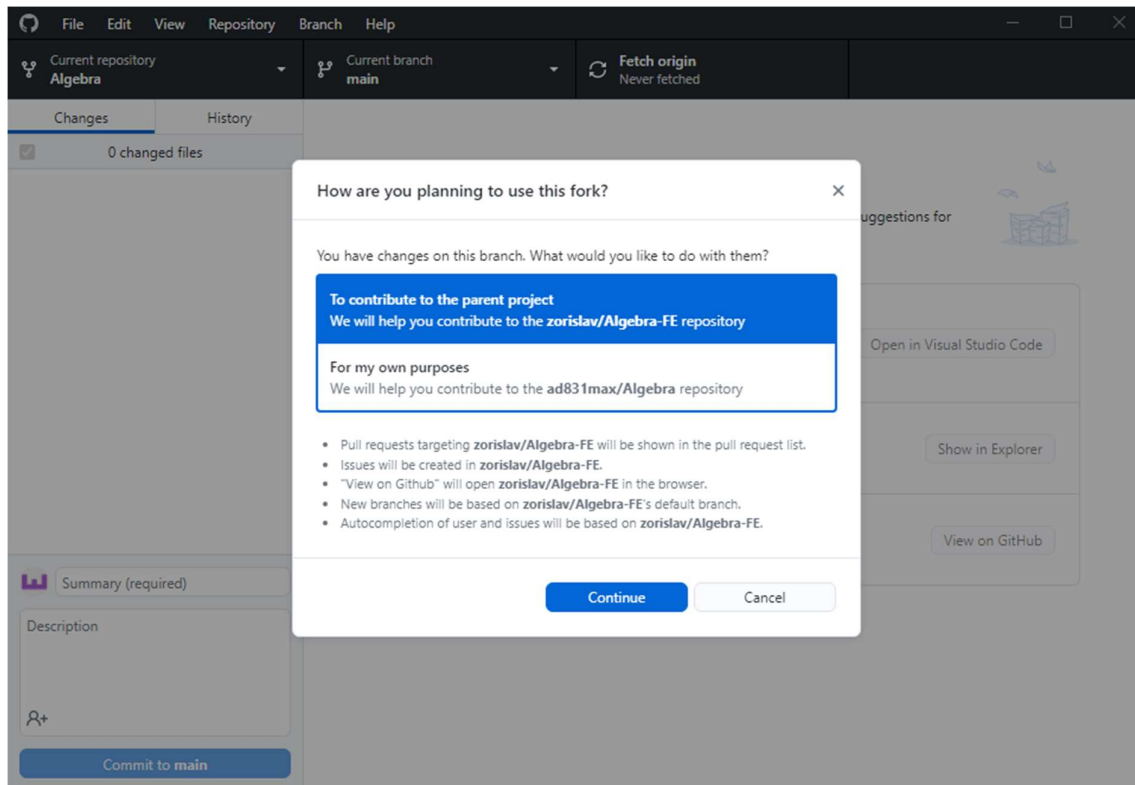 File Edit View Repository Branch Help
Current repository
Algebra
Current branch
main
Fetch origin
Never fetched
Changes History
0 changed files
How are you planning to use this fork?
uggestions for
You have changes on this branch. What would you like to do with them?
To contribute to the parent project
We will help you contribute to the zorislav/Algebra-FE repository
For my own purposes
We will help you contribute to the ad831max/Algebra repository
Open in Visual Studio Code
• Pull requests targeting zorislav/Algebra-FE will be shown in the pull request list.
• Issues will be created in zorislav/Algebra-FE.
• "View on Github" will open zorislav/Algebra-FE in the browser.
• New branches will be based on zorislav/Algebra-FE's default branch.
• Autocompletion of user and issues will be based on zorislav/Algebra-FE.
Show in Explorer
View on GitHub
Continue Cancel
Summary (required)
Description
Commit to main